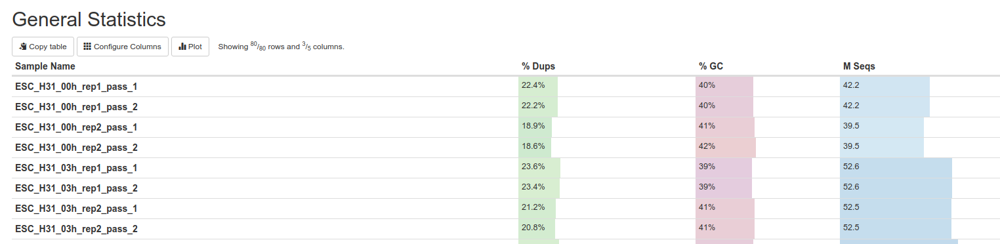 General Statistics
Copy table Configure Columns Plot Showing 80/80 rows and 3/5 columns.
Sample Name % Dups % GC M Seqs
ESC_H31_00h_rep1_pass_1 22.4% 40% 42.2
ESC_H31_00h_rep1_pass_2 22.2% 40% 42.2
ESC_H31_00h_rep2_pass_1 18.9% 41% 39.5
ESC_H31_00h_rep2_pass_2 18.6% 42% 39.5
ESC_H31_03h_rep1_pass_1 23.6% 39% 52.6
ESC_H31_03h_rep1_pass_2 23.4% 39% 52.6
ESC_H31_03h_rep2_pass_1 21.2% 41% 52.5
ESC_H31_03h_rep2_pass_2 20.8% 41% 52.5